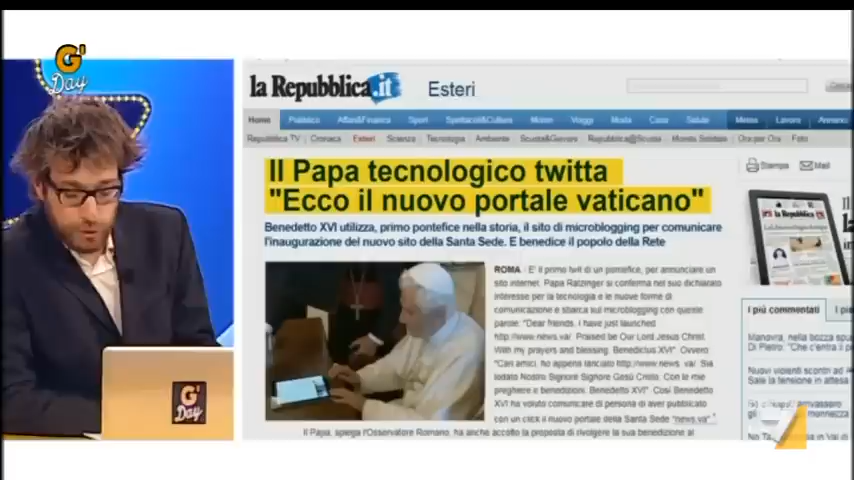 G' Day
la Repubblica.it
Esteri
Home Politica Affari&Finanza Sport Spettacoli&Cultura Motori Viaggi Moda Casa Salute Meteo Lavoro Annunci
Repubblica TV Cronaca Esteri Scienze Tecnologia Ambiente Scuola&Giovani Repubblica@Scuola Mondo Solidale Ora per Ora Foto
Il Papa tecnologico twitta
"Ecco il nuovo portale vaticano"
Stampa Mail
Benedetto XVI utilizza, primo pontefice nella storia, il sito di microblogging per comunicare
l'inaugurazione del nuovo sito della Santa Sede. E benedice il popolo della Rete
la Repubblica
Il
la
ROMA - E' il primo twit di un pontefice, per annunciare un
sito internet. Papa Ratzinger si conferma nel suo dichiarato
interesse per la tecnologia e le nuove forme di
comunicazione e sbarca sul microblogging con queste
parole: "Dear friends, I have just launched
http://www.news.va/ Praised be Our Lord Jesus Christ.
With my prayers and blessing, Benedictus XVI". Ovvero
"Cari amici, ho appena lanciato http://www.news.va/ Sia
lodato Nostro Signore Signore Gesù Cristo. Con le mie
preghiere e benedizioni, Benedetto XVI". Così Benedetto
XVI ha voluto comunicare di persona di aver pubblicato
con un click il nuovo portale della Santa Sede "news.va".
Il Papa, spiega l'Osservatore Romano, ha anche accolto la proposta di rivolgere la sua benedizione al
I più commentati I pi
Manovra, nella bozza spu
Di Pietro: "Che c'entra il p
Nuovi violenti scontri ad A
Sale la tensione in attesa
No Ta
in Val di
G' Day
7